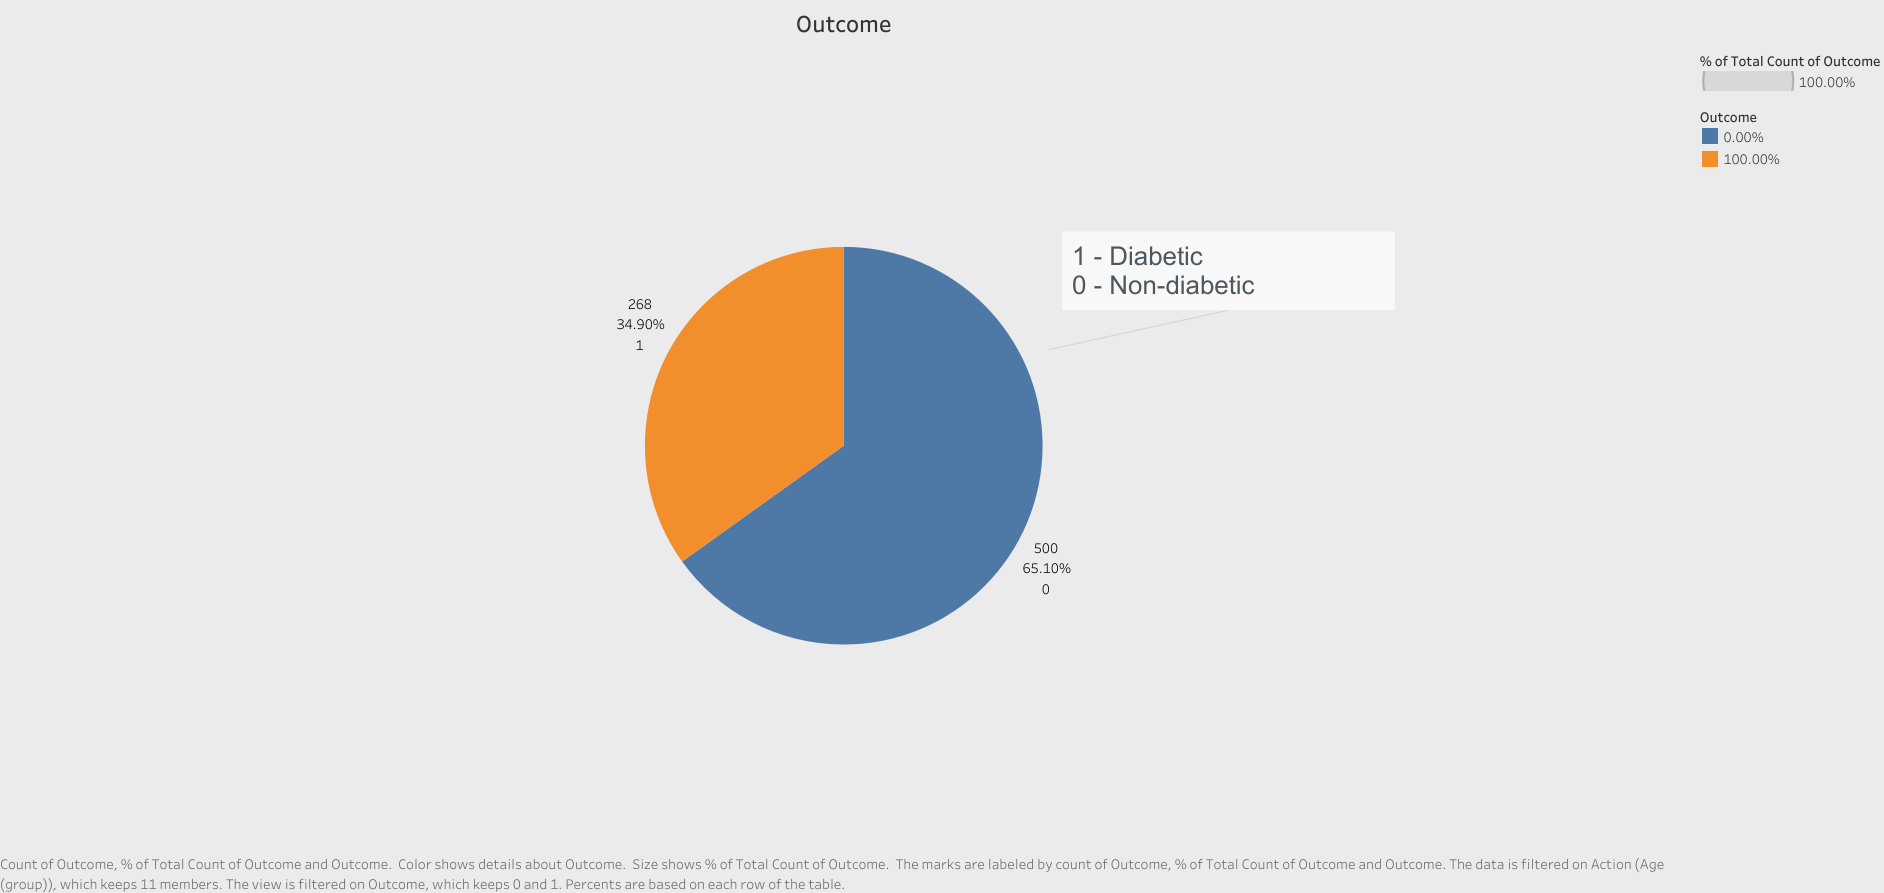 Outcome
% of Total Count of Outcome
100.00%
Outcome
0.00%
100.00%
1 - Diabetic
0 - Non-diabetic
268
34.90%
1
500
65.10%
0
Count of Outcome, % of Total Count of Outcome and Outcome.  Color shows details about Outcome.  Size shows % of Total Count of Outcome.  The marks are labeled by count of Outcome, % of Total Count of Outcome and Outcome. The data is filtered on Action (Age
(group)), which keeps 11 members. The view is filtered on Outcome, which keeps 0 and 1. Percents are based on each row of the table.